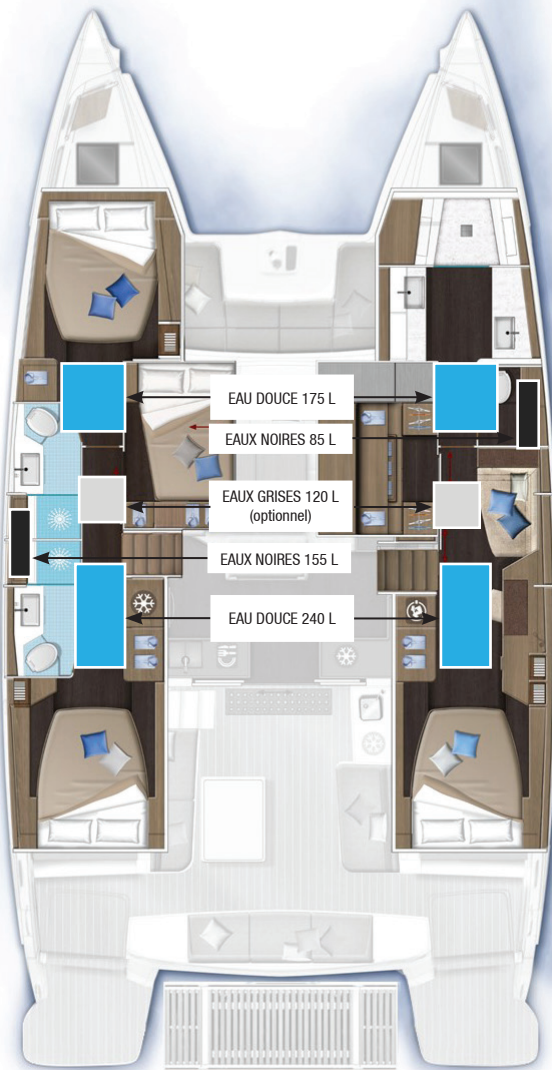 EAU DOUCE 175 L
EAUX NOIRES 85 L
EAUX GRISES 120 L
(optionnel)
EAUX NOIRES 155 L
EAU DOUCE 240 L